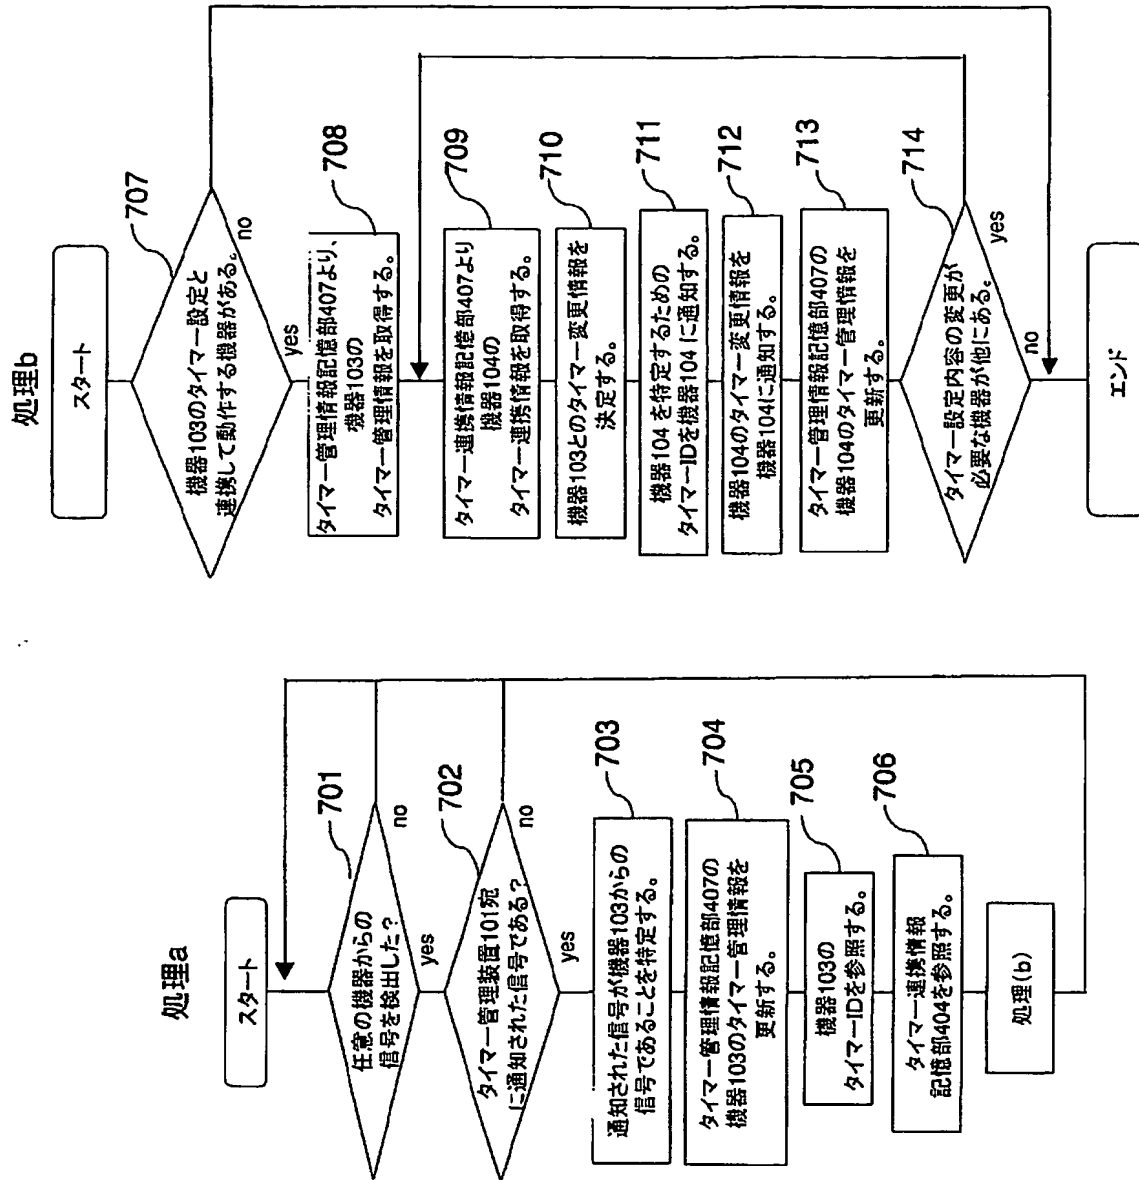 処理a
スタート
任意の機器からの
信号を検出した?
701
no
yes
タイマー管理装置101宛
に通知された信号である?
702
no
yes
通知された信号が機器103からの
信号であることを特定する。
703
タイマー管理情報記憶部407の
機器103のタイマー管理情報を
更新する。
704
機器103の
タイマーIDを参照する。
705
タイマー連携情報
記憶部404を参照する。
706
処理(b)
処理b
スタート
機器103のタイマー設定と
連携して動作する機器がある。
707
no
yes
タイマー管理情報記憶部407より、
機器103の
タイマー管理情報を取得する。
708
タイマー連携情報記憶部407より
機器104の
タイマー連携情報を取得する。
709
機器103とのタイマー変更情報を
決定する。
710
機器104を特定するための
タイマーIDを機器104に通知する。
711
機器104のタイマー変更情報を
機器104に通知する。
712
タイマー管理情報記憶部407の
機器104のタイマー管理情報を
更新する。
713
タイマー設定内容の変更が
必要な機器が他にある。
714
yes
no
エンド